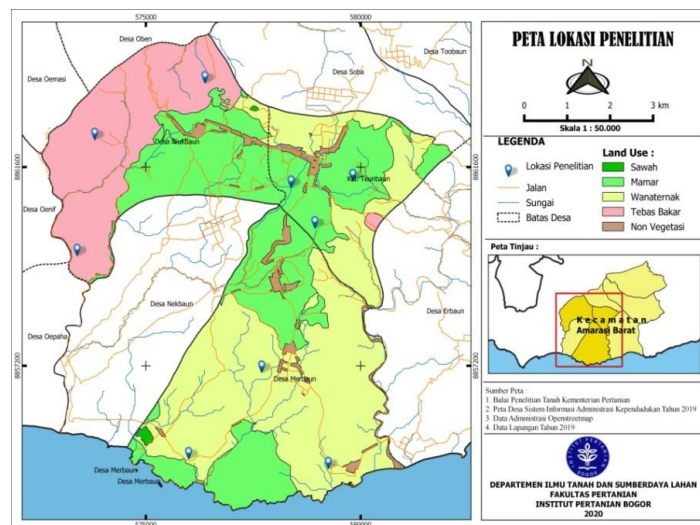 575000
580000
Desa Oben
Desa Toobaun
Desa Oemasi
Desa Soba
Desa Niukbaun
8861600
8861600
Kel. Teunbaun
Desa Oenif
Desa Nekbaun
Desa Erbaun
Desa Oepaha
8857200
8857200
Desa Merbaun
Desa Merbaun
Desa Merbaun
575000
580000
PETA LOKASI PENELITIAN
N
0 1 2 3 km
Skala 1 : 50.000
LEGENDA
Lokasi Penelitian
Jalan
Sungai
Batas Desa
Land Use :
Sawah
Mamar
Wanaternak
Tebas Bakar
Non Vegetasi
Peta Tinjau :
Kecamatan
Amarasi Barat
Sumber Peta :
1. Balai Penelitian Tanah Kementerian Pertanian
2. Peta Desa Sistem Informasi Administrasi Kependudukan Tahun 2019
3. Data Administrasi Openstreetmap
4. Data Lapangan Tahun 2019
DEPARTEMEN ILMU TANAH DAN SUMBERDAYA LAHAN
FAKULTAS PERTANIAN
INSTITUT PERTANIAN BOGOR
2020